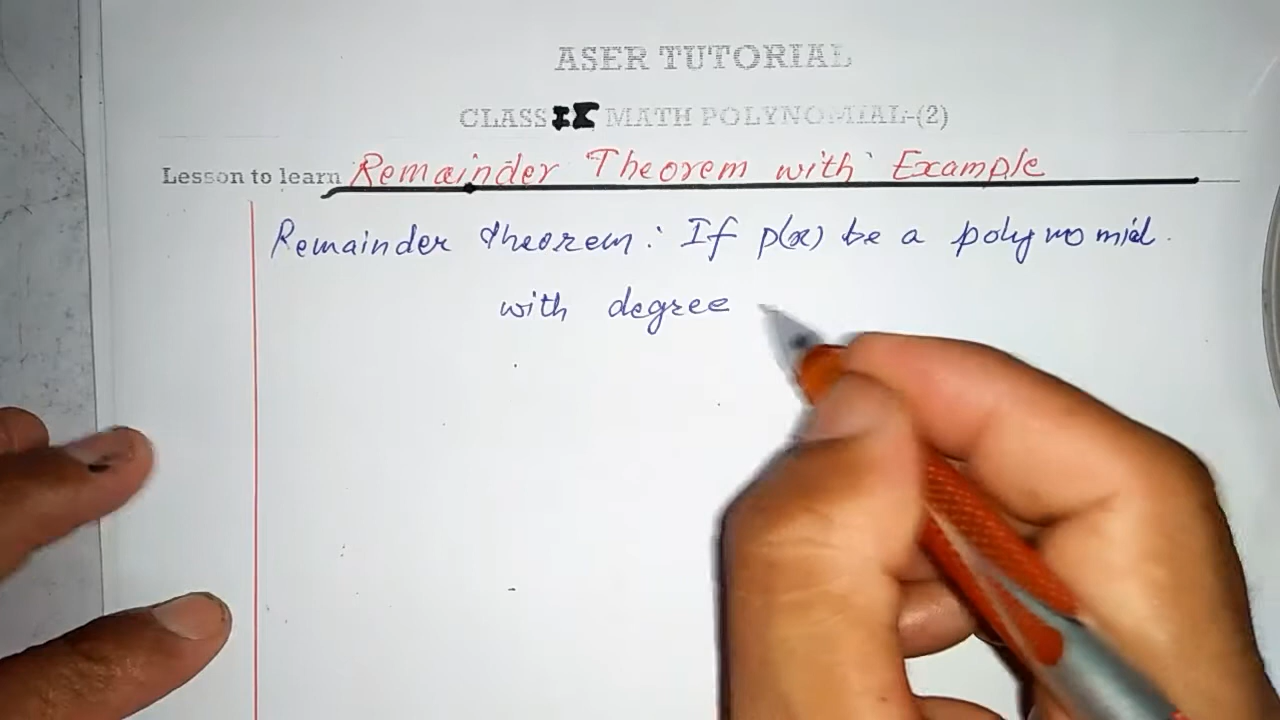 ASER TUTORIAL
CLASS IX MATH POLYNOMIAL-(2)
Lesson to learn Remainder Theorem with Example
Remainder theorem: If p(x) be a polynomial.
with degree